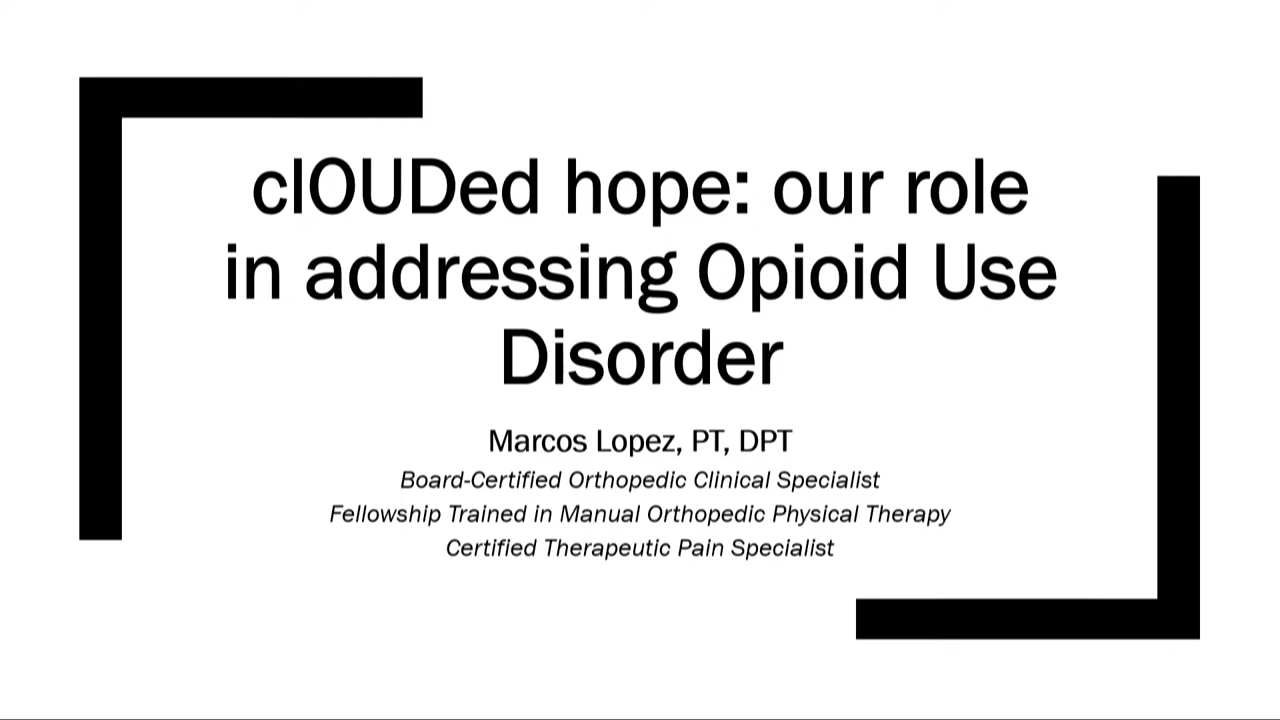 clOUDed hope: our role
in addressing Opioid Use
Disorder
Marcos Lopez, PT, DPT
Board-Certified Orthopedic Clinical Specialist
Fellowship Trained in Manual Orthopedic Physical Therapy
Certified Therapeutic Pain Specialist